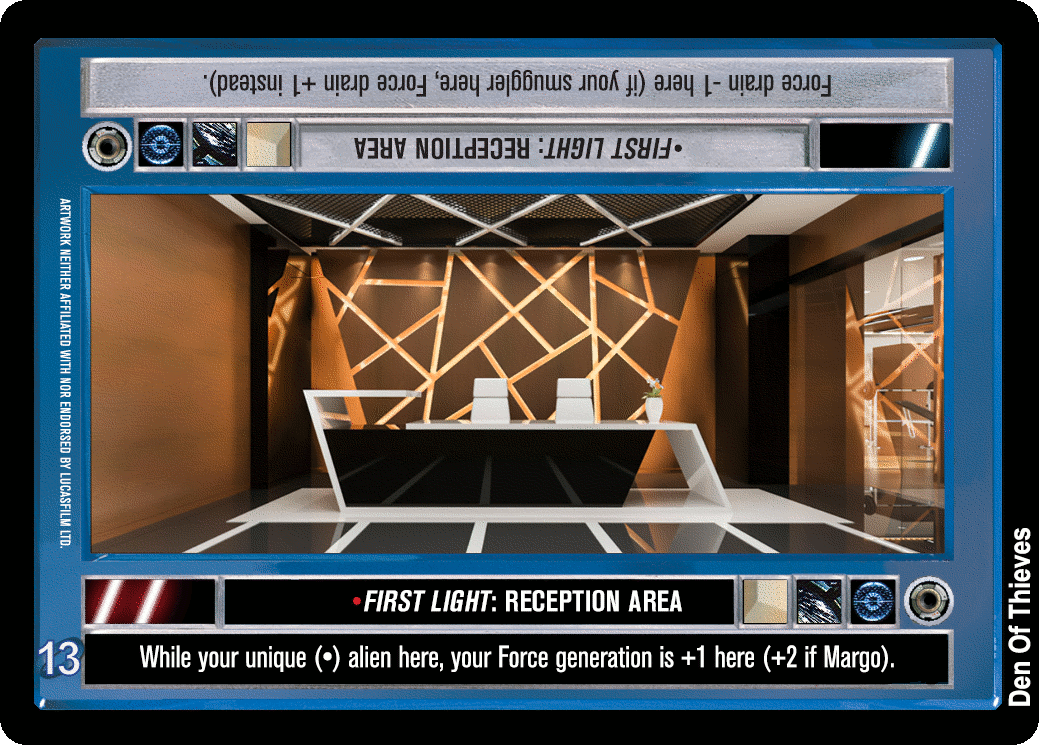 Force drain -1 here (if your smuggler here, Force drain +1 instead).
•FIRST LIGHT: RECEPTION AREA
ARTWORK NEITHER AFFILIATED WITH NOR ENDORSED BY LUCASFILM LTD.
•FIRST LIGHT: RECEPTION AREA
13
While your unique (•) alien here, your Force generation is +1 here (+2 if Margo).
Den Of Thieves